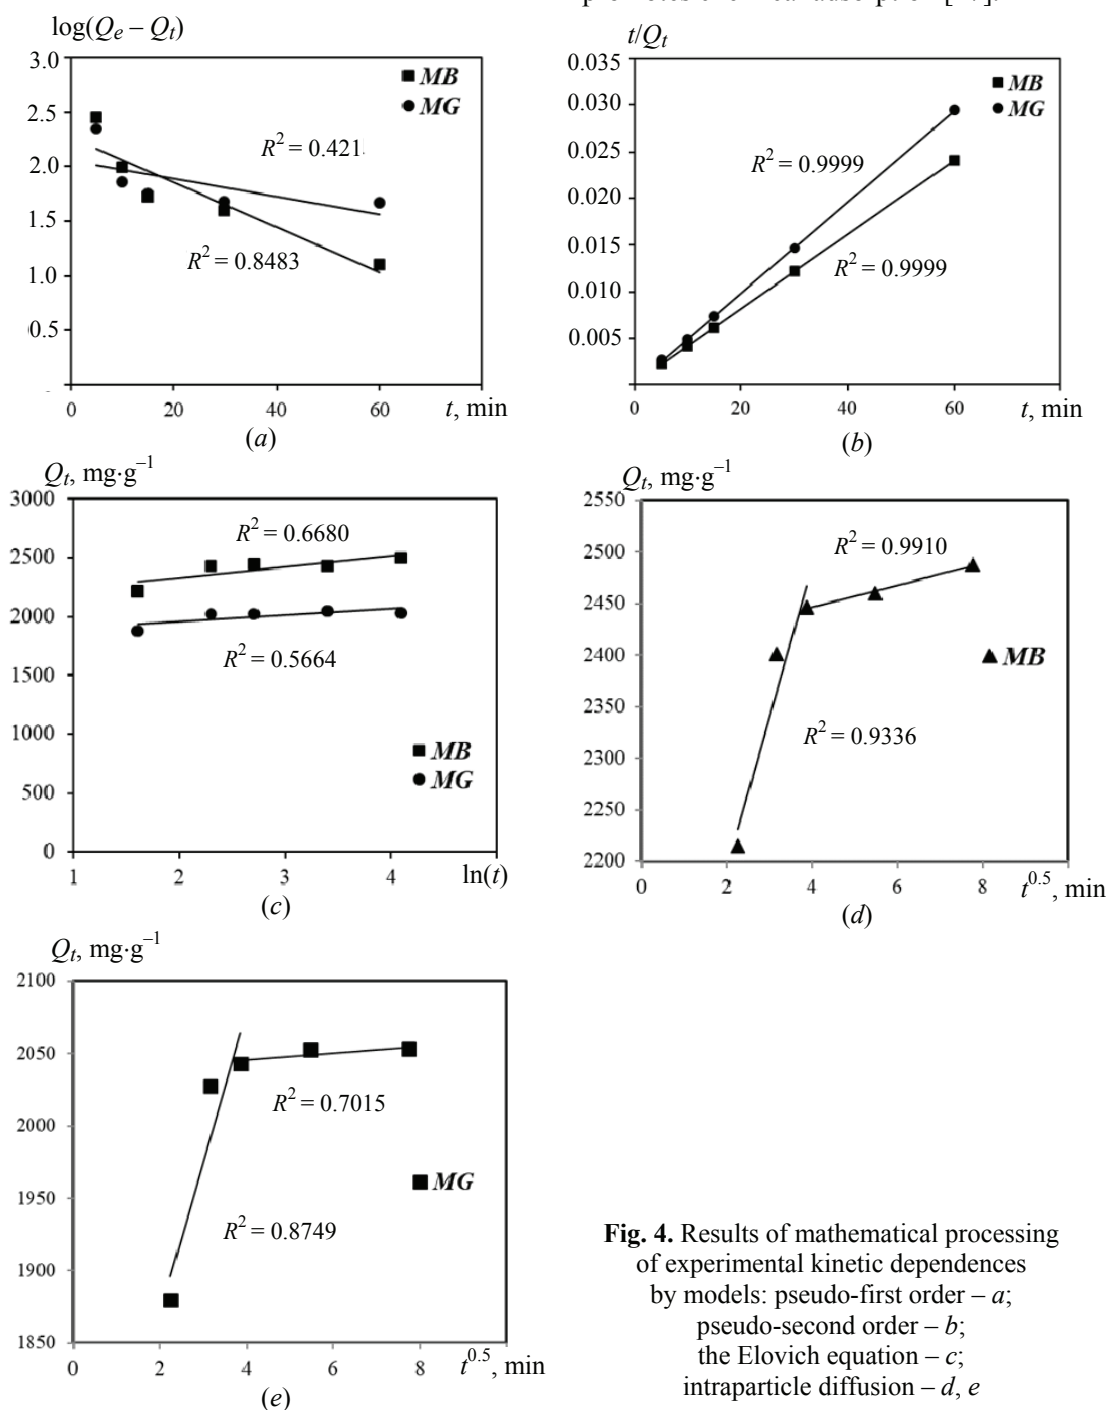 log(Qe – Qt)
3.0
2.5
2.0
1.5
1.0
0.5
MB
MG
R² = 0.421
R² = 0.8483
0 20 40 60 t, min
(a)
t/Qt
0.035
0.030
0.025
0.020
0.015
0.010
0.005
MB
MG
R² = 0.9999
R² = 0.9999
0 20 40 60 t, min
(b)
Qt, mg·g⁻¹
3000
2500
2000
1500
1000
500
0
R² = 0.6680
R² = 0.5664
MB
MG
1 2 3 4 ln(t)
(c)
Qt, mg·g⁻¹
2550
2500
2450
2400
2350
2300
2250
2200
R² = 0.9910
MB
R² = 0.9336
0 2 4 6 8 t⁰·⁵, min
(d)
Qt, mg·g⁻¹
2100
2050
2000
1950
1900
1850
R² = 0.7015
MG
R² = 0.8749
0 2 4 6 8 t⁰·⁵, min
(e)
Fig. 4. Results of mathematical processing
of experimental kinetic dependences
by models: pseudo-first order – a;
pseudo-second order – b;
the Elovich equation – c;
intraparticle diffusion – d, e